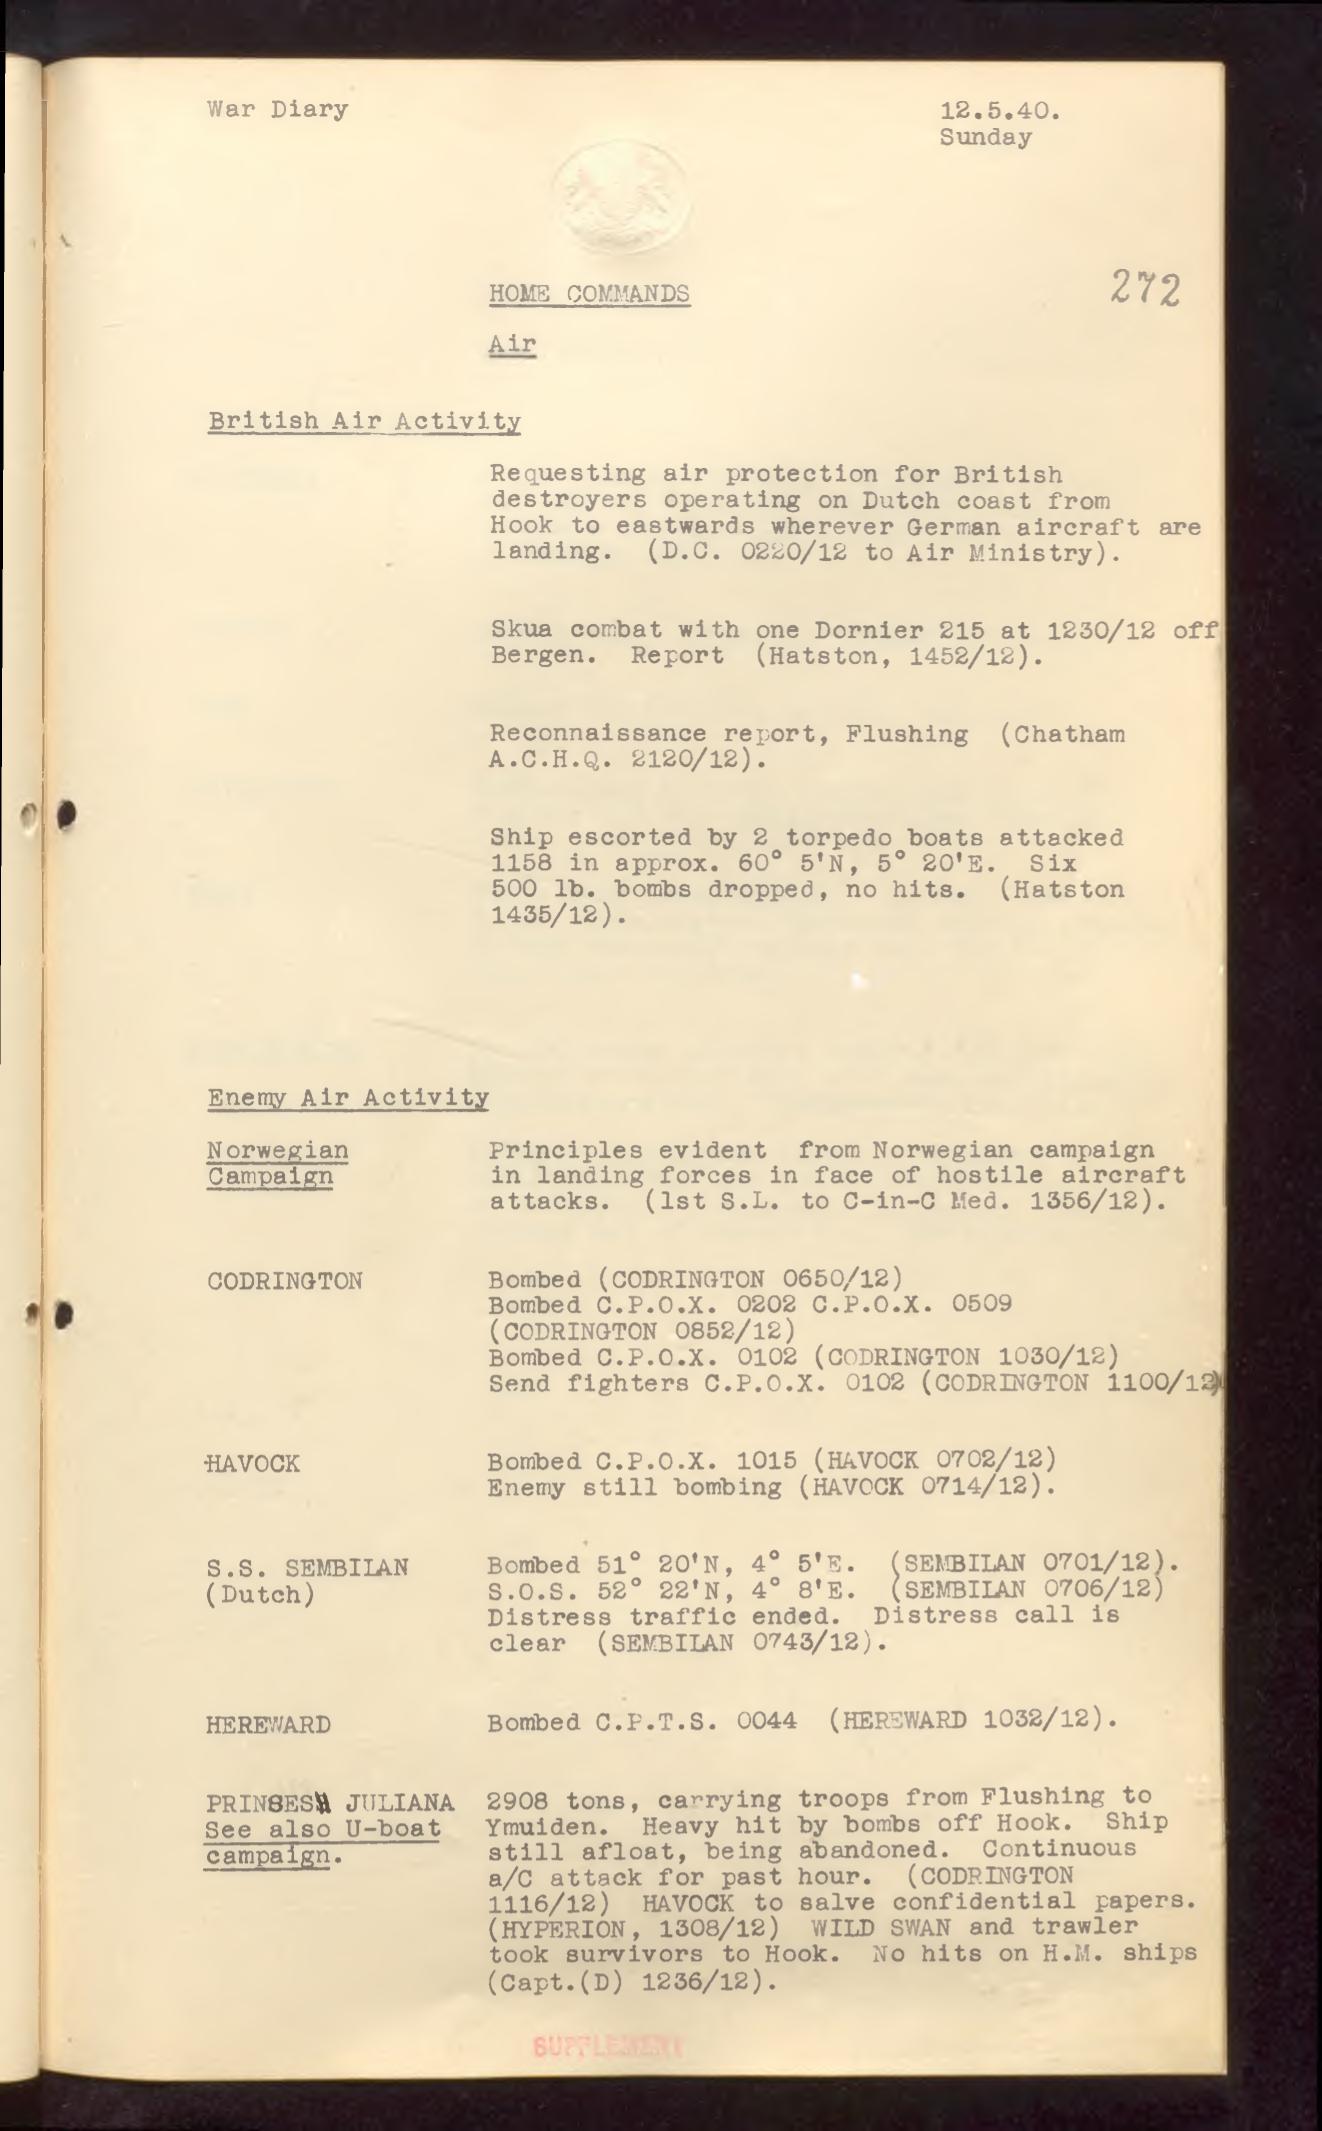 War Diary
12.5.40.
Sunday
272
HOME COMMANDS
Air
British Air Activity
Requesting air protection for British
destroyers operating on Dutch coast from
Hook to eastwards wherever German aircraft are
landing. (D.C. 0220/12 to Air Ministry).
Skua combat with one Dornier 215 at 1230/12 off
Bergen. Report (Hatston, 1452/12).
Reconnaissance report, Flushing (Chatham
A.C.H.Q. 2120/12).
Ship escorted by 2 torpedo boats attacked
1158 in approx. 60° 5'N, 5° 20'E. Six
500 lb. bombs dropped, no hits. (Hatston
1435/12).
Enemy Air Activity
Norwegian
Campaign
Principles evident from Norwegian campaign
in landing forces in face of hostile aircraft
attacks. (1st S.L. to C-in-C Med. 1356/12).
CODRINGTON
Bombed (CODRINGTON 0650/12)
Bombed C.P.O.X. 0202 C.P.O.X. 0509
(CODRINGTON 0852/12)
Bombed C.P.O.X. 0102 (CODRINGTON 1030/12)
Send fighters C.P.O.X. 0102 (CODRINGTON 1100/12)
HAVOCK
Bombed C.P.O.X. 1015 (HAVOCK 0702/12)
Enemy still bombing (HAVOCK 0714/12).
S.S. SEMBILAN
(Dutch)
Bombed 51° 20'N, 4° 5'E. (SEMBILAN 0701/12).
S.O.S. 52° 22'N, 4° 8'E. (SEMBILAN 0706/12)
Distress traffic ended. Distress call is
clear (SEMBILAN 0743/12).
HEREWARD
Bombed C.P.T.S. 0044 (HEREWARD 1032/12).
PRINSES JULIANA
See also U-boat
campaign.
2908 tons, carrying troops from Flushing to
Ymuiden. Heavy hit by bombs off Hook. Ship
still afloat, being abandoned. Continuous
a/C attack for past hour. (CODRINGTON
1116/12) HAVOCK to salve confidential papers.
(HYPERION, 1308/12) WILD SWAN and trawler
took survivors to Hook. No hits on H.M. ships
(Capt.(D) 1236/12).
SUPPLEMENT